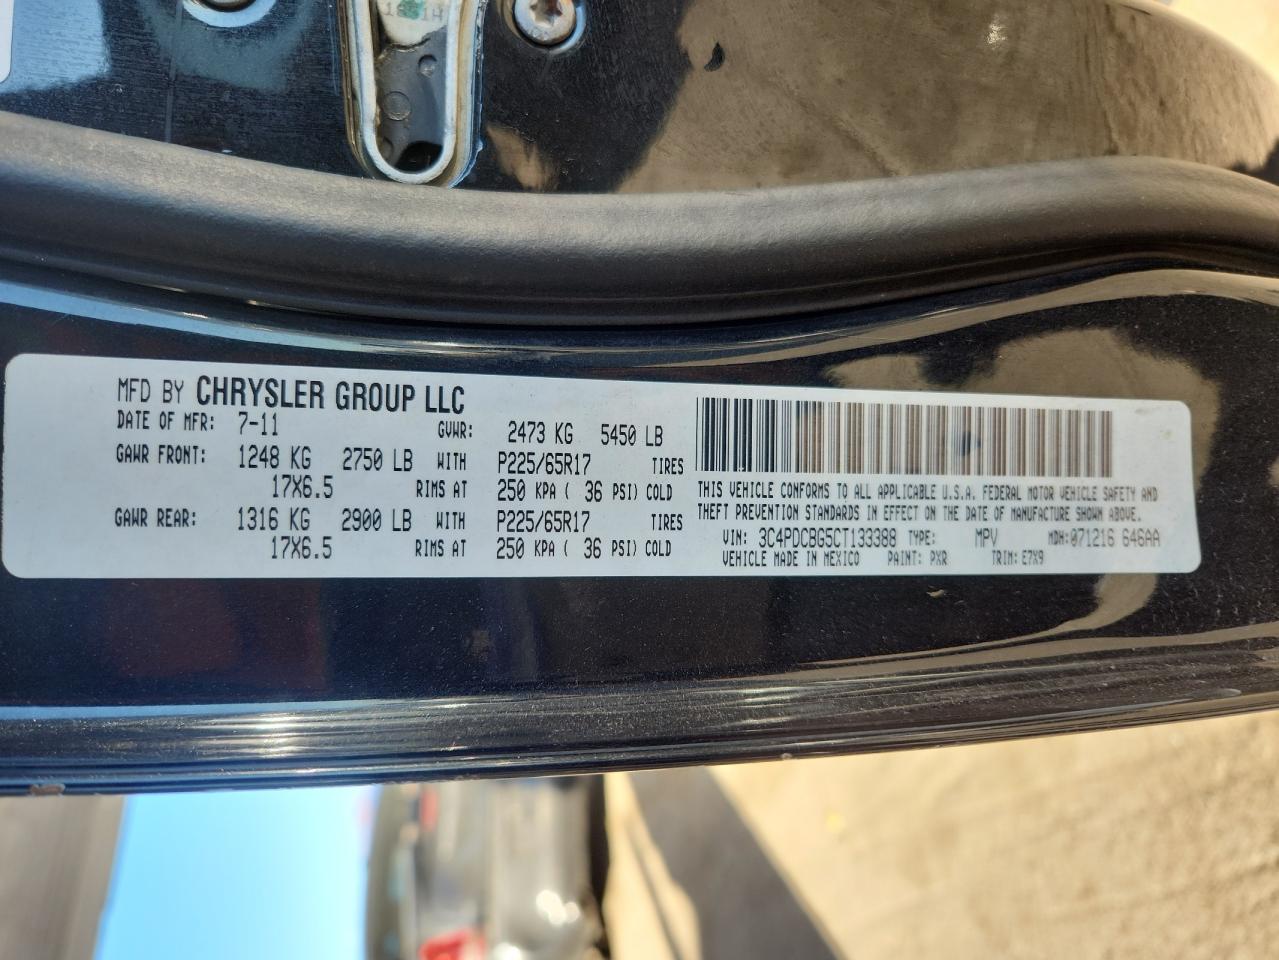 MFD BY CHRYSLER GROUP LLC
DATE OF MFR: 7-11 GVWR: 2473 KG 5450 LB
GAWR FRONT: 1248 KG 2750 LB WITH P225/65R17 TIRES
17X6.5 RIMS AT 250 KPA ( 36 PSI) COLD
GAWR REAR: 1316 KG 2900 LB WITH P225/65R17 TIRES
17X6.5 RIMS AT 250 KPA ( 36 PSI) COLD
THIS VEHICLE CONFORMS TO ALL APPLICABLE U.S.A. FEDERAL MOTOR VEHICLE SAFETY AND
THEFT PREVENTION STANDARDS IN EFFECT ON THE DATE OF MANUFACTURE SHOWN ABOVE.
VIN: 3C4PDCBG5CT133388 TYPE: MPV MDH:071216 646AA
VEHICLE MADE IN MEXICO PAINT: PXR TRIM: E7X9